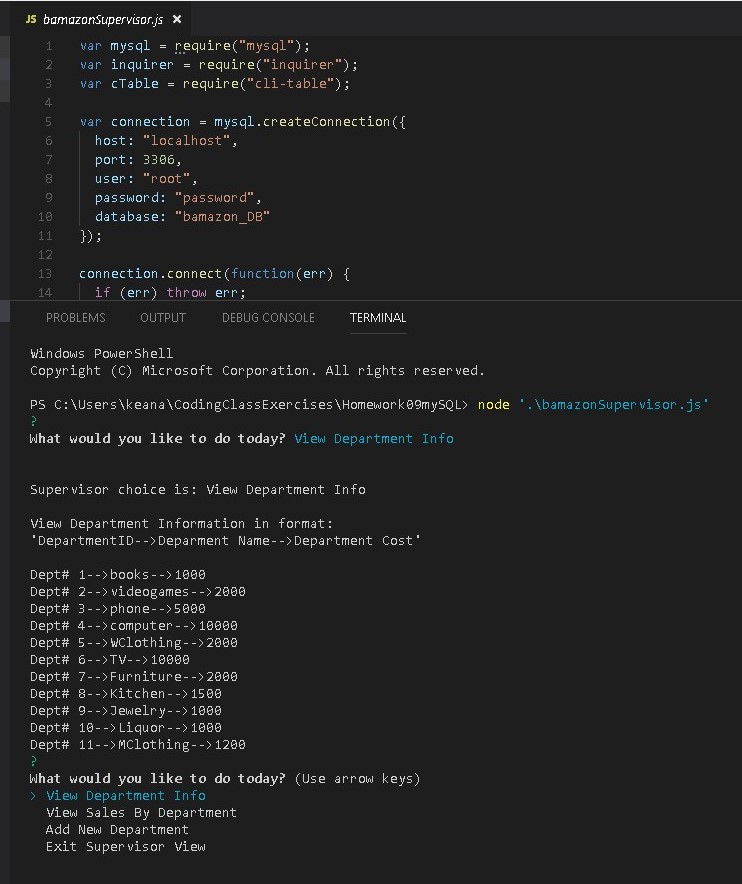 JS bamazonSupervisor.js ×
1 var mysql = require("mysql");
2 var inquirer = require("inquirer");
3 var cTable = require("cli-table");
4
5 var connection = mysql.createConnection({
6 host: "localhost",
7 port: 3306,
8 user: "root",
9 password: "password",
10 database: "bamazon_DB"
11 });
12
13 connection.connect(function(err) {
14 if (err) throw err;
PROBLEMS OUTPUT DEBUG CONSOLE TERMINAL
Windows PowerShell
Copyright (C) Microsoft Corporation. All rights reserved.
PS C:\Users\keana\CodingClassExercises\Homework09mySQL> node '.\bamazonSupervisor.js'
?
What would you like to do today? View Department Info
Supervisor choice is: View Department Info
View Department Information in format:
'DepartmentID-->Deparment Name-->Department Cost'
Dept# 1-->books-->1000
Dept# 2-->videogames-->2000
Dept# 3-->phone-->5000
Dept# 4-->computer-->10000
Dept# 5-->WClothing-->2000
Dept# 6-->TV-->10000
Dept# 7-->Furniture-->2000
Dept# 8-->Kitchen-->1500
Dept# 9-->Jewelry-->1000
Dept# 10-->Liquor-->1000
Dept# 11-->MClothing-->1200
?
What would you like to do today? (Use arrow keys)
> View Department Info
View Sales By Department
Add New Department
Exit Supervisor View